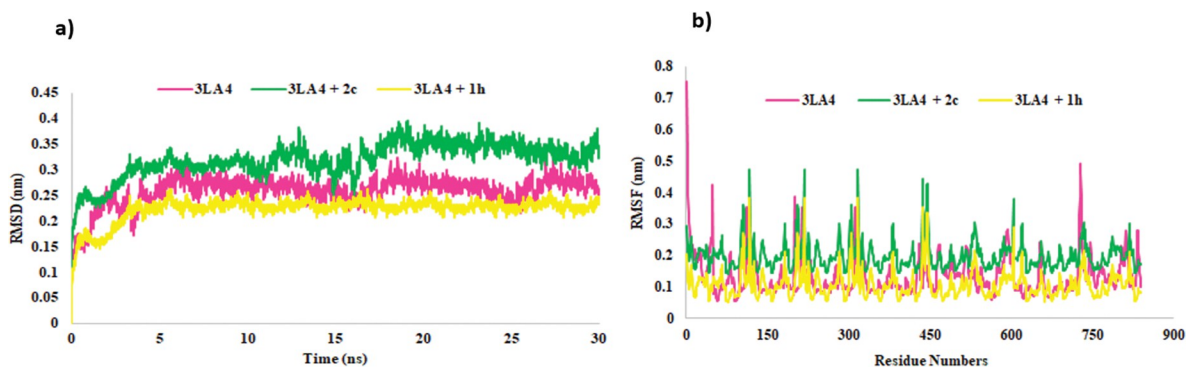 a)
3LA4 3LA4 + 2c 3LA4 + 1h
0.45
0.4
0.35
0.3
0.25
0.2
0.15
0.1
0.05
0
RMSD (nm)
0 5 10 15 20 25 30
Time (ns)
b)
0.8
0.7
0.6
0.5
0.4
0.3
0.2
0.1
0
RMSF (nm)
3LA4 3LA4 + 2c 3LA4 + 1h
0 150 300 450 600 750 900
Residue Numbers